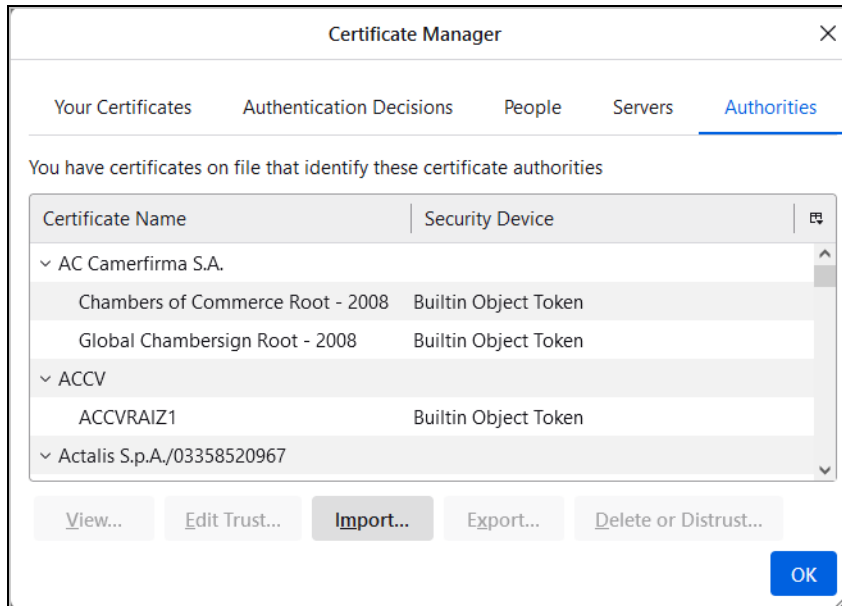 Certificate Manager
Your Certificates Authentication Decisions People Servers Authorities
You have certificates on file that identify these certificate authorities
Certificate Name Security Device
AC Camerfirma S.A.
Chambers of Commerce Root - 2008 Builtin Object Token
Global Chambersign Root - 2008 Builtin Object Token
ACCV
ACCVRAIZ1 Builtin Object Token
Actalis S.p.A./03358520967
View... Edit Trust... Import... Export... Delete or Distrust...
OK